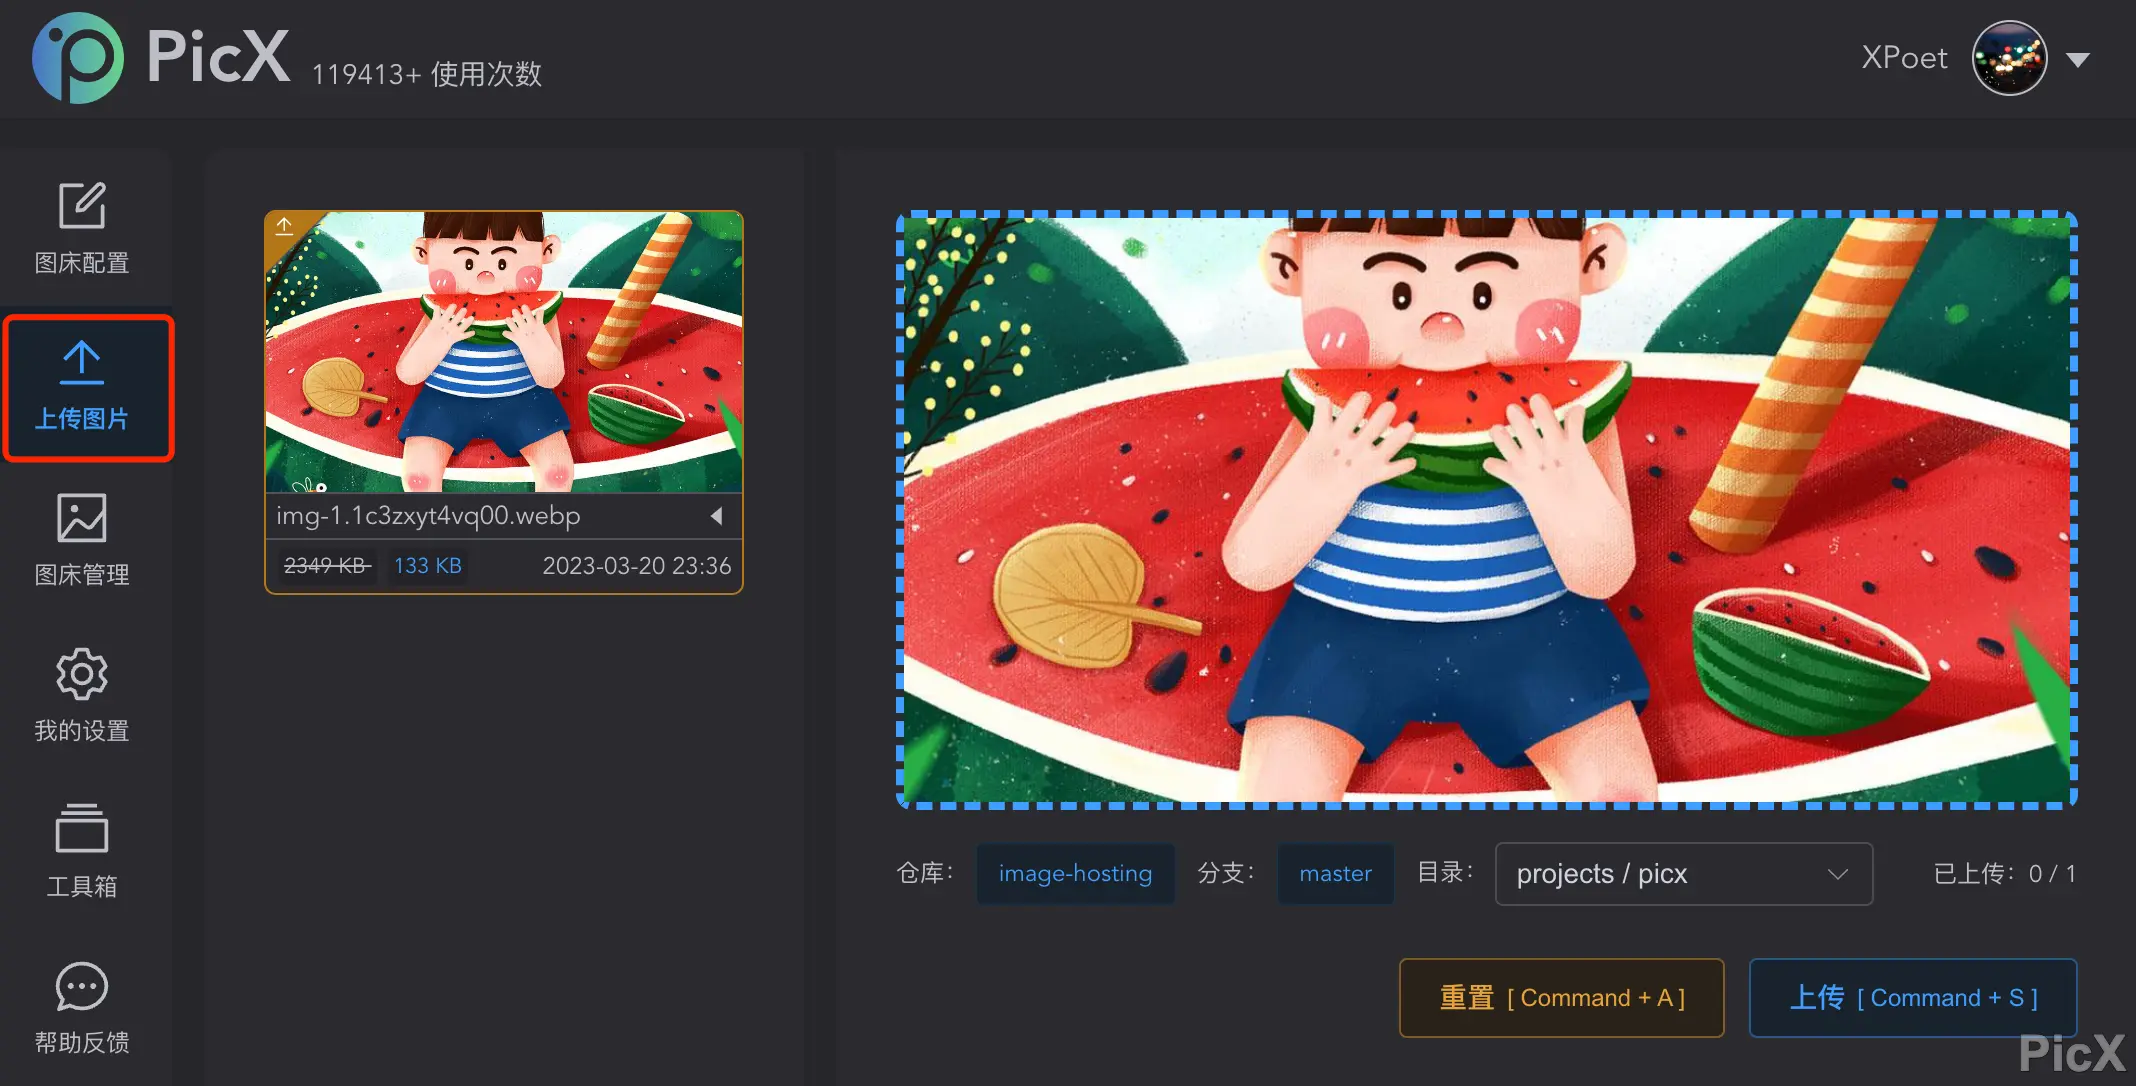 PicX
119413+ 使用次数
XPoet
图床配置
上传图片
图床管理
我的设置
工具箱
帮助反馈
img-1.1c3zxyt4vq00.webp
2349 KB 133 KB 2023-03-20 23:36
仓库： image-hosting 分支： master 目录： projects / picx 已上传：0 / 1
重置 [ Command + A ] 上传 [ Command + S ]
PicX